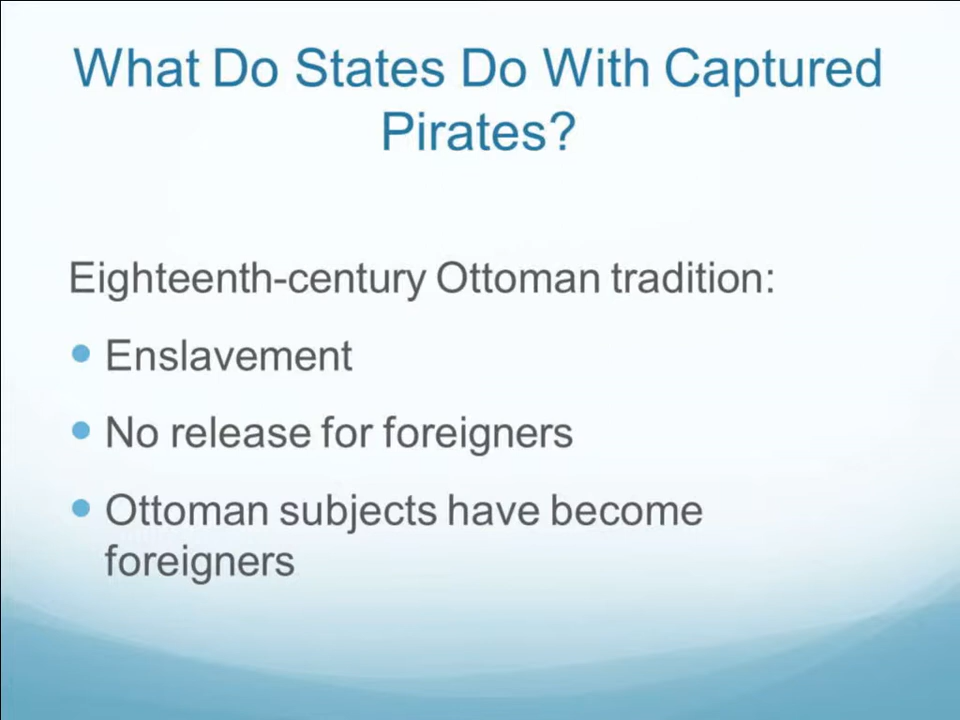 What Do States Do With Captured
Pirates?
Eighteenth-century Ottoman tradition:
Enslavement
No release for foreigners
Ottoman subjects have become
foreigners